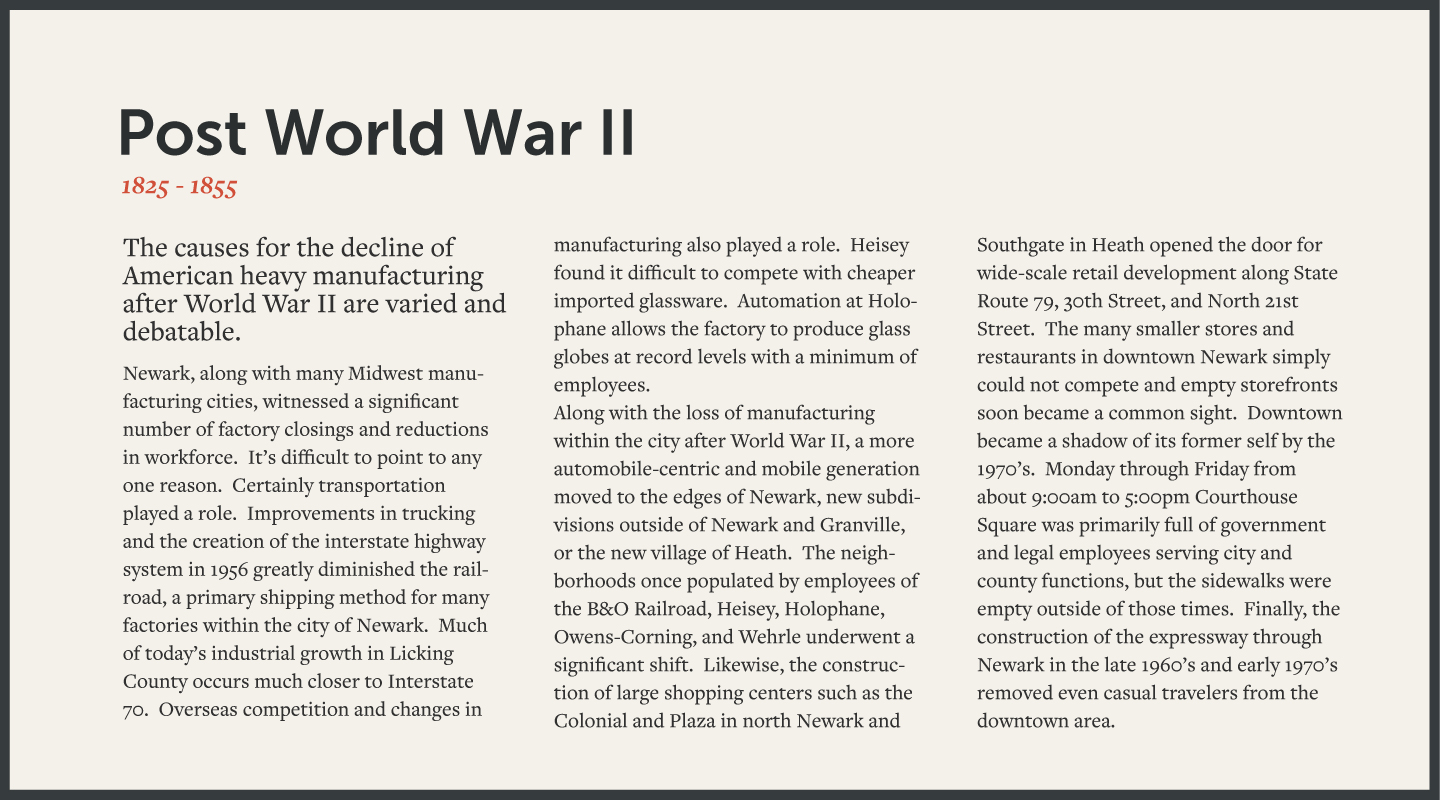 Post World War II
1825 - 1855
The causes for the decline of
American heavy manufacturing
after World War II are varied and
debatable.
Newark, along with many Midwest manu-
facturing cities, witnessed a significant
number of factory closings and reductions
in workforce.  It’s difficult to point to any
one reason.  Certainly transportation
played a role.  Improvements in trucking
and the creation of the interstate highway
system in 1956 greatly diminished the rail-
road, a primary shipping method for many
factories within the city of Newark.  Much
of today’s industrial growth in Licking
County occurs much closer to Interstate
70.  Overseas competition and changes in
manufacturing also played a role.  Heisey
found it difficult to compete with cheaper
imported glassware.  Automation at Holo-
phane allows the factory to produce glass
globes at record levels with a minimum of
employees.
Along with the loss of manufacturing
within the city after World War II, a more
automobile-centric and mobile generation
moved to the edges of Newark, new subdi-
visions outside of Newark and Granville,
or the new village of Heath.  The neigh-
borhoods once populated by employees of
the B&O Railroad, Heisey, Holophane,
Owens-Corning, and Wehrle underwent a
significant shift.  Likewise, the construc-
tion of large shopping centers such as the
Colonial and Plaza in north Newark and
Southgate in Heath opened the door for
wide-scale retail development along State
Route 79, 30th Street, and North 21st
Street.  The many smaller stores and
restaurants in downtown Newark simply
could not compete and empty storefronts
soon became a common sight.  Downtown
became a shadow of its former self by the
1970’s.  Monday through Friday from
about 9:00am to 5:00pm Courthouse
Square was primarily full of government
and legal employees serving city and
county functions, but the sidewalks were
empty outside of those times.  Finally, the
construction of the expressway through
Newark in the late 1960’s and early 1970’s
removed even casual travelers from the
downtown area.